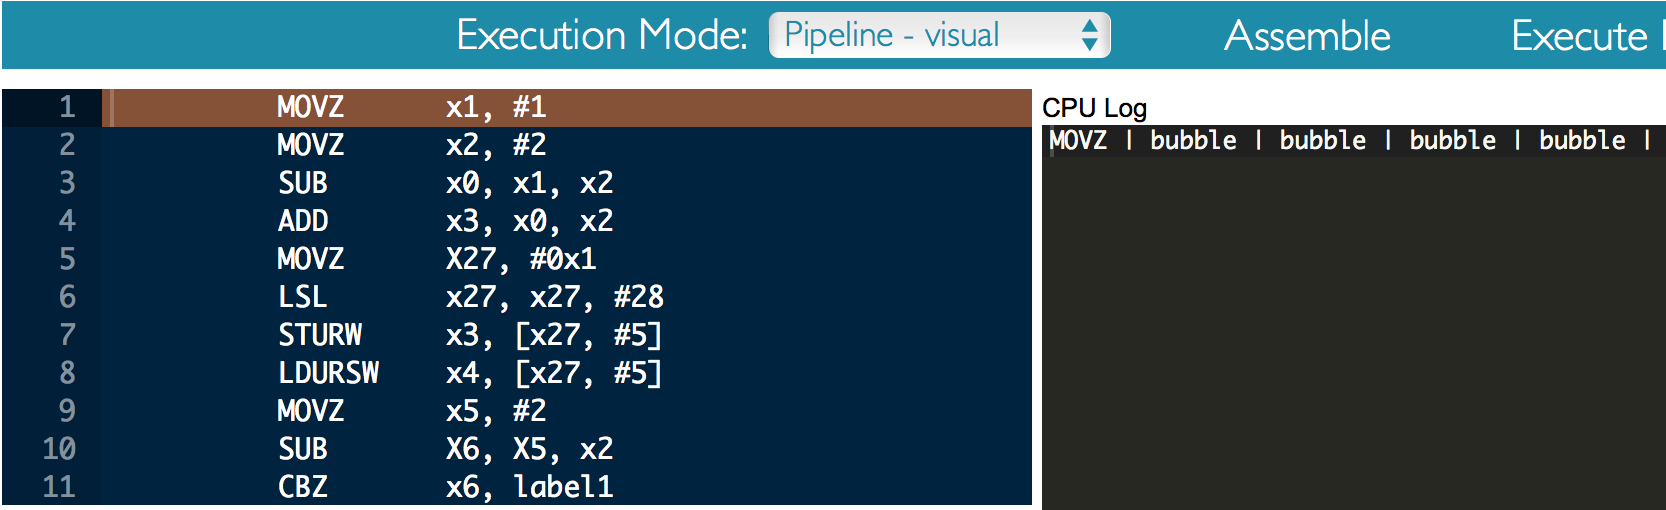 Execution Mode: Pipeline - visual Assemble Execute
1 MOVZ x1, #1
2 MOVZ x2, #2
3 SUB x0, x1, x2
4 ADD x3, x0, x2
5 MOVZ X27, #0x1
6 LSL x27, x27, #28
7 STURW x3, [x27, #5]
8 LDURSW x4, [x27, #5]
9 MOVZ x5, #2
10 SUB X6, X5, x2
11 CBZ x6, label1
CPU Log
MOVZ | bubble | bubble | bubble | bubble |